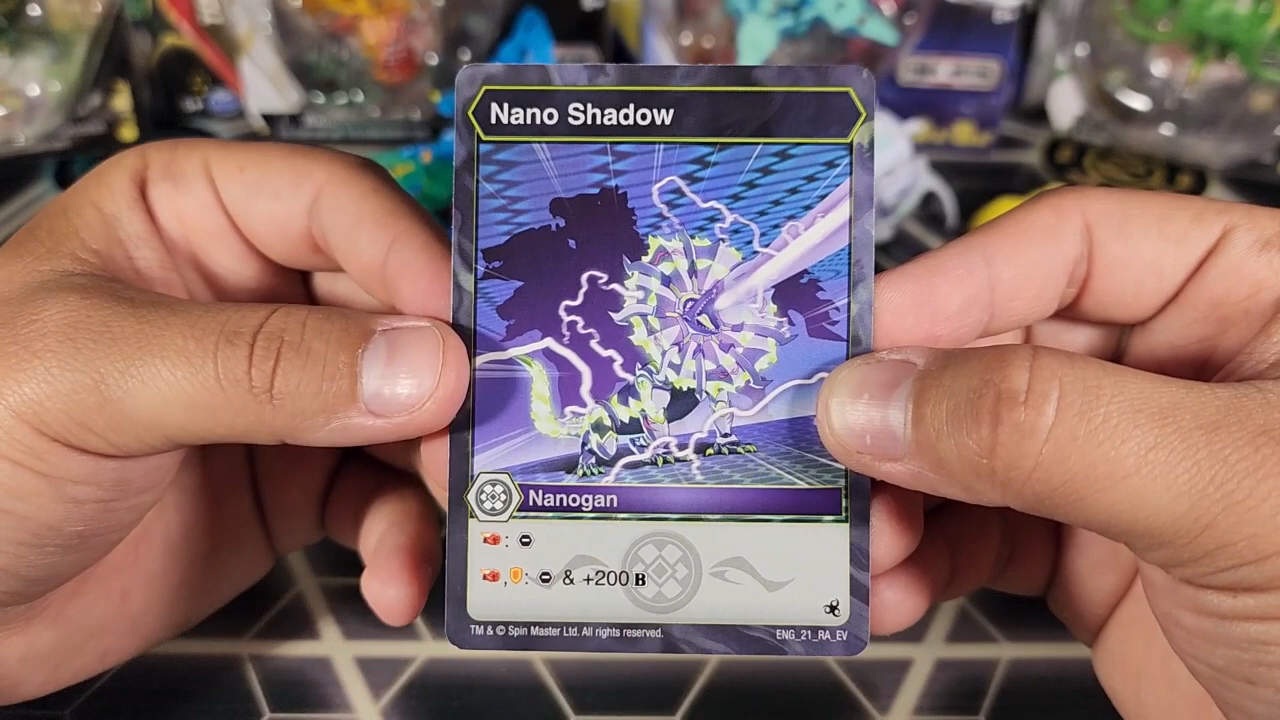 Nano Shadow
Nanogan
:
, : & +200 B
TM & © Spin Master Ltd. All rights reserved.
ENG_21_RA_EV